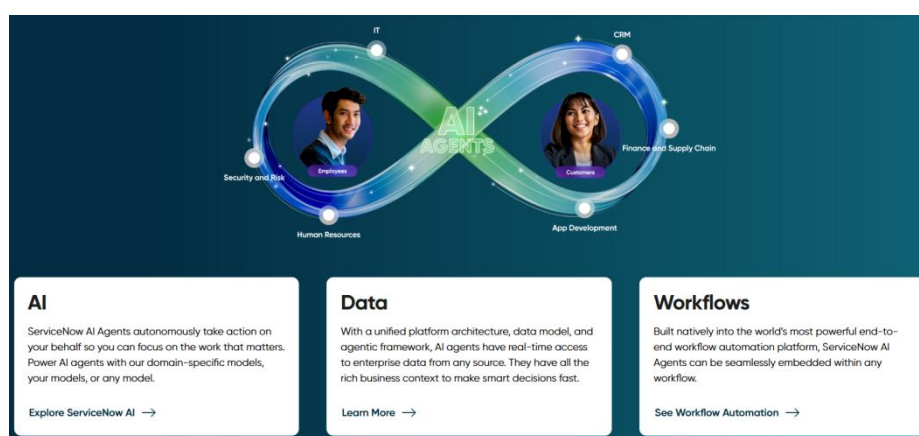 IT
CRM
AI
AGENTS
Finance and Supply Chain
Employees
Customers
Security and Risk
App Development
Human Resources
AI
ServiceNow AI Agents autonomously take action on
your behalf so you can focus on the work that matters.
Power AI agents with our domain-specific models,
your models, or any model.
Explore ServiceNow AI →
Data
With a unified platform architecture, data model, and
agentic framework, AI agents have real-time access
to enterprise data from any source. They have all the
rich business context to make smart decisions fast.
Learn More →
Workflows
Built natively into the world's most powerful end-to-
end workflow automation platform, ServiceNow AI
Agents can be seamlessly embedded within any
workflow.
See Workflow Automation →